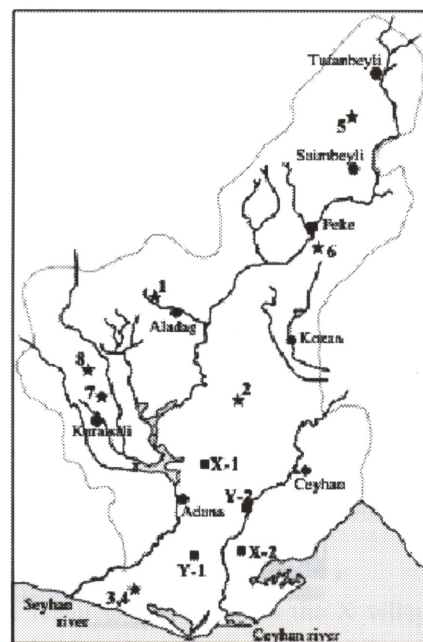 Tufanbeyli
5
Saimbeyli
Feke
6
1
Aladag
Kozan
8
2
7
Karaisali
X-1
Ceyhan
Y-2
Adana
X-2
Y-1
3,4
Seyhan
river
Ceyhan river